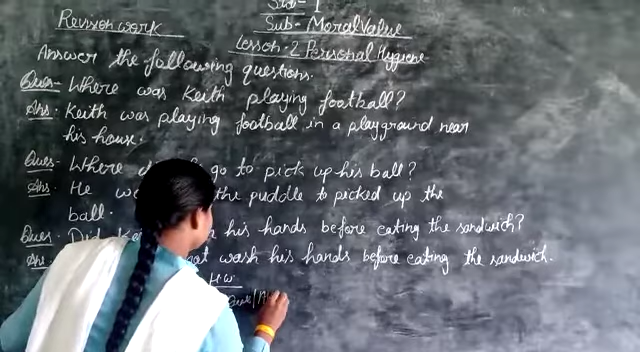 Revision work
Std - 1
Sub - Moral Value
Lesson - 2 Personal Hygiene
Answer the following questions.
Ques - Where was Keith playing football?
Ans - Keith was playing football in a playground near
his house.
Ques - Where go to pick up his ball?
Ans - He the puddle to picked up the
ball.
Ques - Did his hands before eating the sandwich?
Ans - wash his hands before eating the sandwich.
H.W.